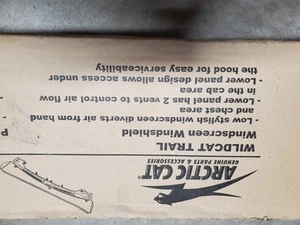 ARCTIC CAT
GENUINE PARTS & ACCESSORIES
WILDCAT TRAIL
Windscreen Windshield
- Low stylish windscreen diverts air from hand
and chest area
- Lower panel has 2 vents to control air flow
in the cab area
- Lower panel design allows access under
the hood for easy serviceability
P